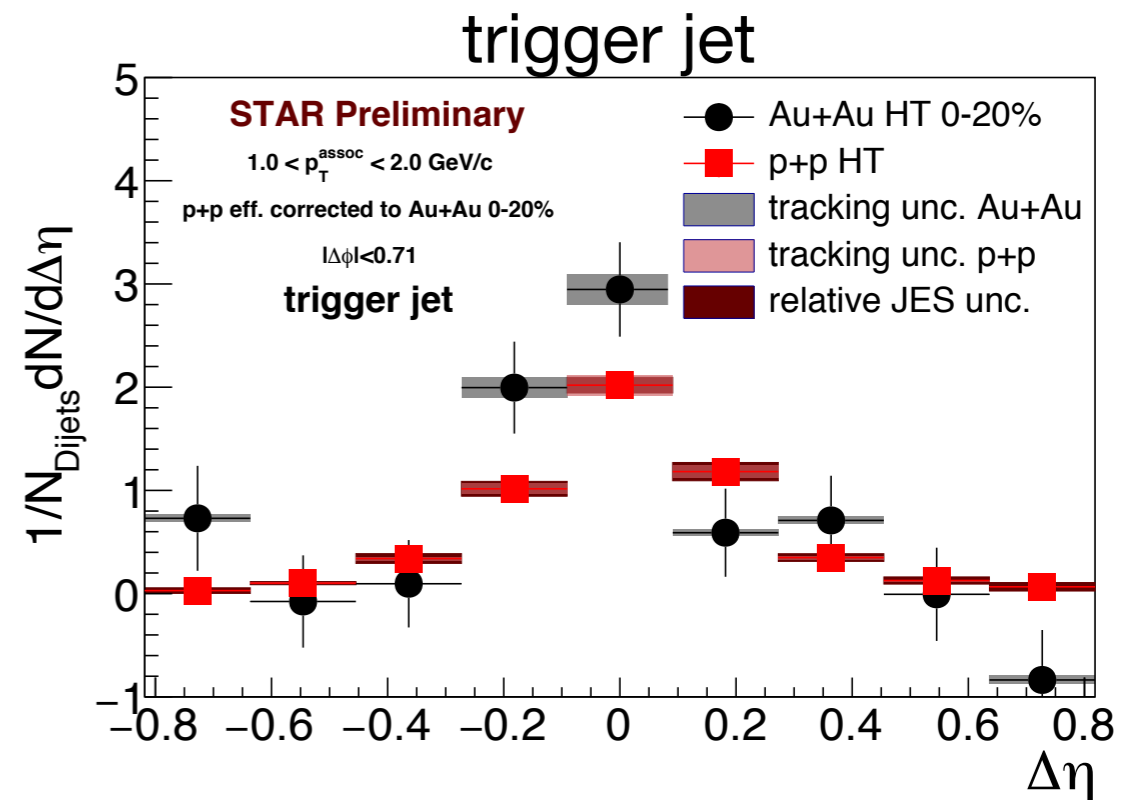 trigger jet
STAR Preliminary
1.0 < p_T^assoc < 2.0 GeV/c
p+p eff. corrected to Au+Au 0-20%
|Δϕ|<0.71
trigger jet
Au+Au HT 0-20%
p+p HT
tracking unc. Au+Au
tracking unc. p+p
relative JES unc.
1/N_Dijets dN/dΔη
5
4
3
2
1
0
−1
−0.8 −0.6 −0.4 −0.2 0 0.2 0.4 0.6 0.8
Δη